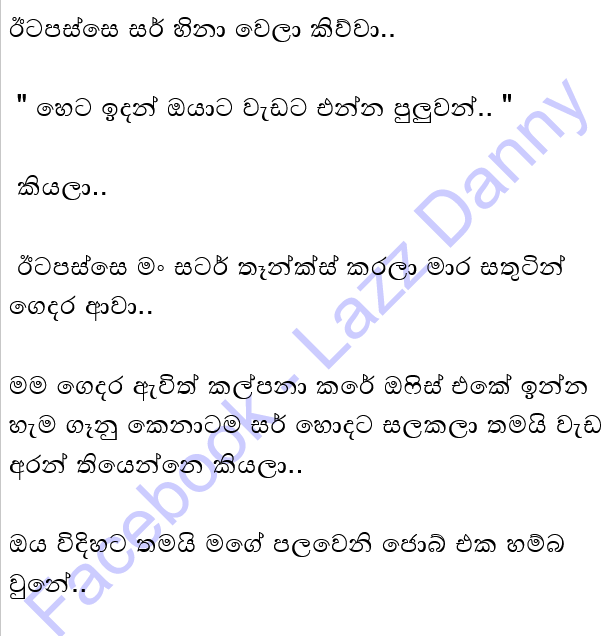 ඊටපස්සෙ සර් හිනා වෙලා කිව්වා..
" හෙට ඉදන් ඔයාට වැඩට එන්න පුලුවන්.. "
කියලා..
ඊටපස්සෙ මං සටර් තෑන්ක්ස් කරලා මාර සතුටින්
ගෙදර ආවා..
මම ගෙදර ඇවිත් කල්පනා කරේ ඔෆිස් එකේ ඉන්න
හැම ගෑනු කෙනාටම සර් හොදට සලකලා තමයි වැඩ
අරන් තියෙන්නෙ කියලා..
ඔය විදිහට තමයි මගේ පලවෙනි ජොබ් එක හම්බ
වුනේ..
Facebook - Lazz Danny